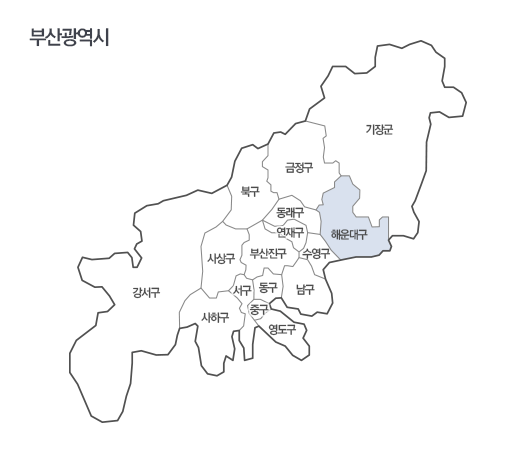 부산광역시
기장군
금정구
북구
동래구
연재구
해운대구
부산진구
수영구
사상구
강서구
서구
동구
남구
중구
사하구
영도구